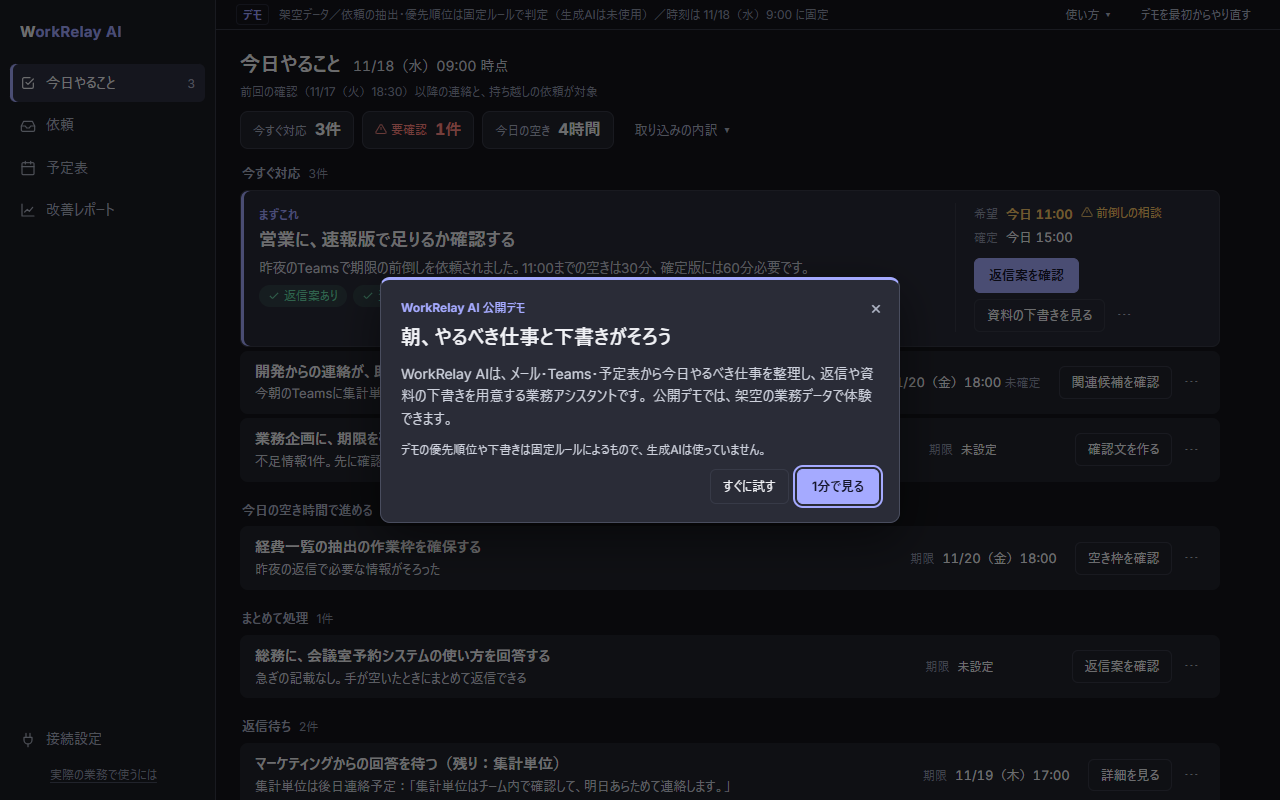 WorkRelay AI
今日やること 3
依頼
予定表
改善レポート
接続設定
実際の業務で使うには
デモ 架空データ／依頼の抽出・優先順位は固定ルールで判定（生成AIは未使用）／時刻は 11/18（水）9:00 に固定
使い方 ▼ デモを最初からやり直す
今日やること 11/18（水）09:00 時点
前回の確認（11/17（火）18:30）以降の連絡と、持ち越しの依頼が対象
今すぐ対応 3件 要確認 1件 今日の空き 4時間 取り込みの内訳 ▼
今すぐ対応 3件
まずこれ
営業に、速報版で足りるか確認する
昨夜のTeamsで期限の前倒しを依頼されました。11:00までの空きは30分、確定版には60分必要です。
返信案あり
希望 今日 11:00 前倒しの相談
確定 今日 15:00
返信案を確認
資料の下書きを見る …
WorkRelay AI 公開デモ ×
朝、やるべき仕事と下書きがそろう
WorkRelay AIは、メール・Teams・予定表から今日やるべき仕事を整理し、返信や資
料の下書きを用意する業務アシスタントです。公開デモでは、架空の業務データで体験
できます。
デモの優先順位や下書きは固定ルールによるもので、生成AIは使っていません。
すぐに試す 1分で見る
開発からの連絡が、
今朝のTeamsに集計単
/20（金）18:00 未確定 関連候補を確認 …
業務企画に、期限を
不足情報1件。先に確認
期限 未設定 確認文を作る …
今日の空き時間で進める
経費一覧の抽出の作業枠を確保する
昨夜の返信で必要な情報がそろった
期限 11/20（金）18:00 空き枠を確認 …
まとめて処理 1件
総務に、会議室予約システムの使い方を回答する
急ぎの記載なし。手が空いたときにまとめて返信できる
期限 未設定 返信案を確認 …
返信待ち 2件
マーケティングからの回答を待つ（残り：集計単位）
集計単位は後日連絡予定：「集計単位はチーム内で確認して、明日あらためて連絡します。」
期限 11/19（木）17:00 詳細を見る …